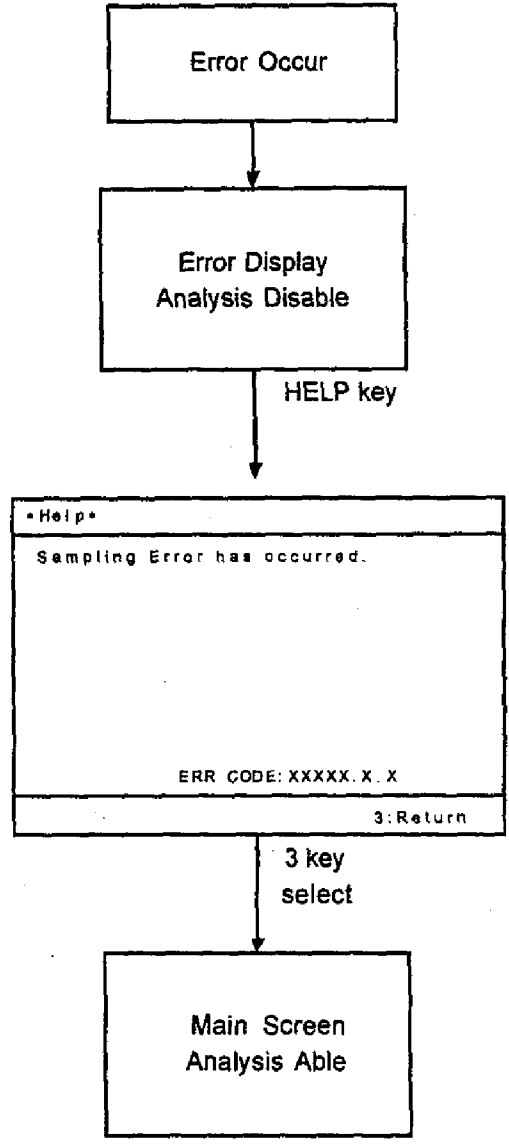 Error Occur
Error Display
Analysis Disable
HELP key
*Help*
Sampling Error has occurred.
ERR CODE: XXXXX.X.X
3:Return
3 key
select
Main Screen
Analysis Able